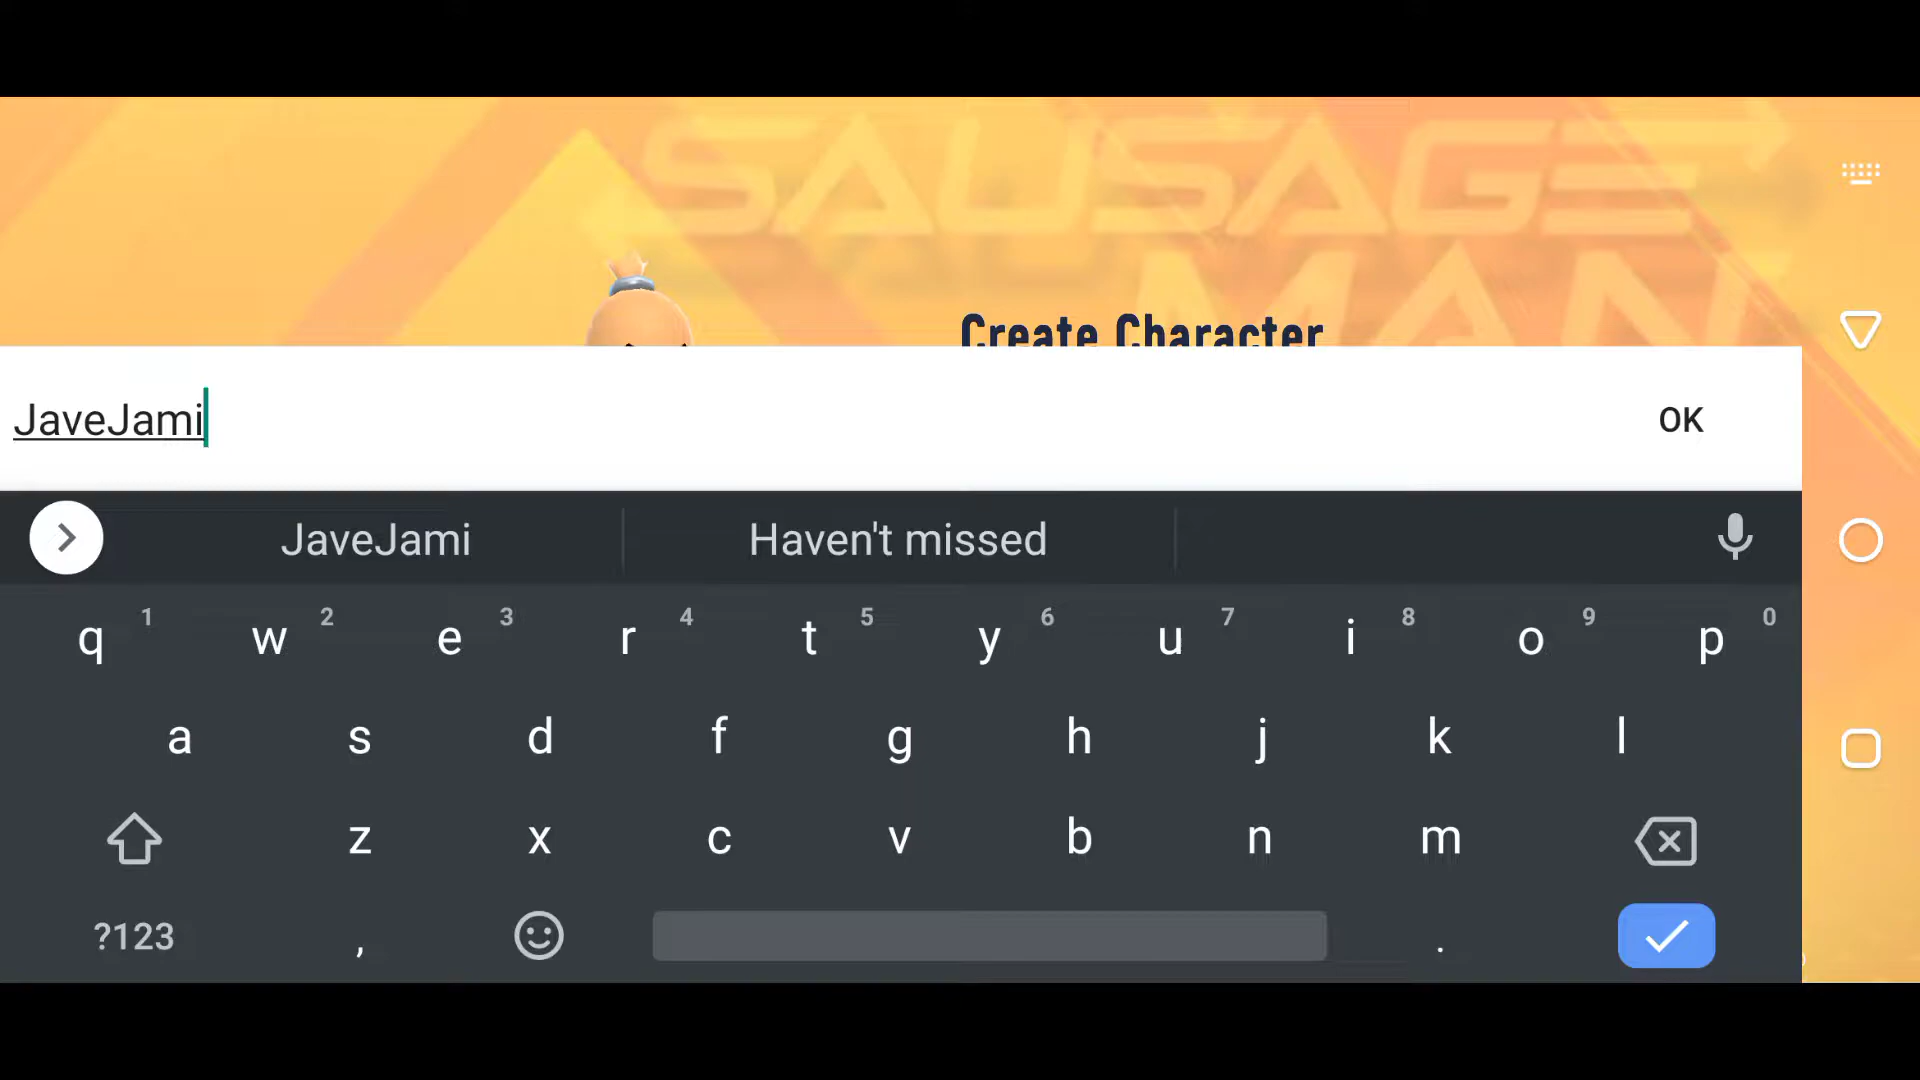 SAUSAGE
MAN
Create Character
JaveJami
OK
JaveJami Haven't missed
q 1 w 2 e 3 r 4 t 5 y 6 u 7 i 8 o 9 p 0
a s d f g h j k l
z x c v b n m
?123 , .